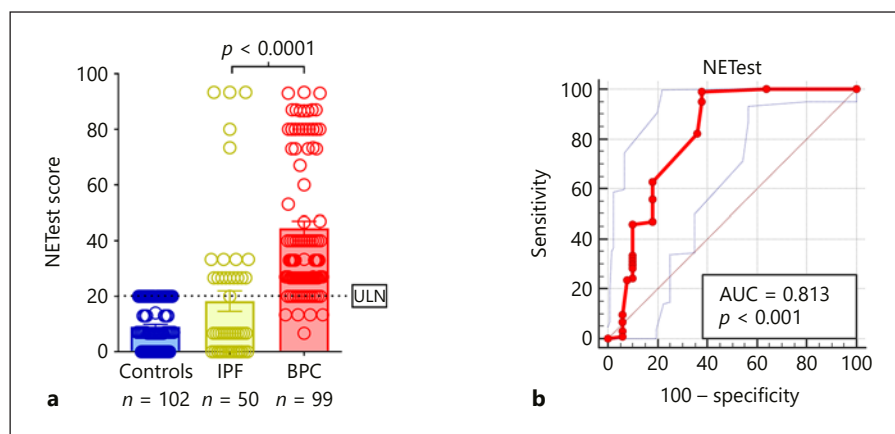 p < 0.0001
100
80
60
40
20
0
NETest score
ULN
Controls IPF BPC
n = 102 n = 50 n = 99
a
NETest
100
80
60
40
20
0
Sensitivity
AUC = 0.813
p < 0.001
0 20 40 60 80 100
100 – specificity
b